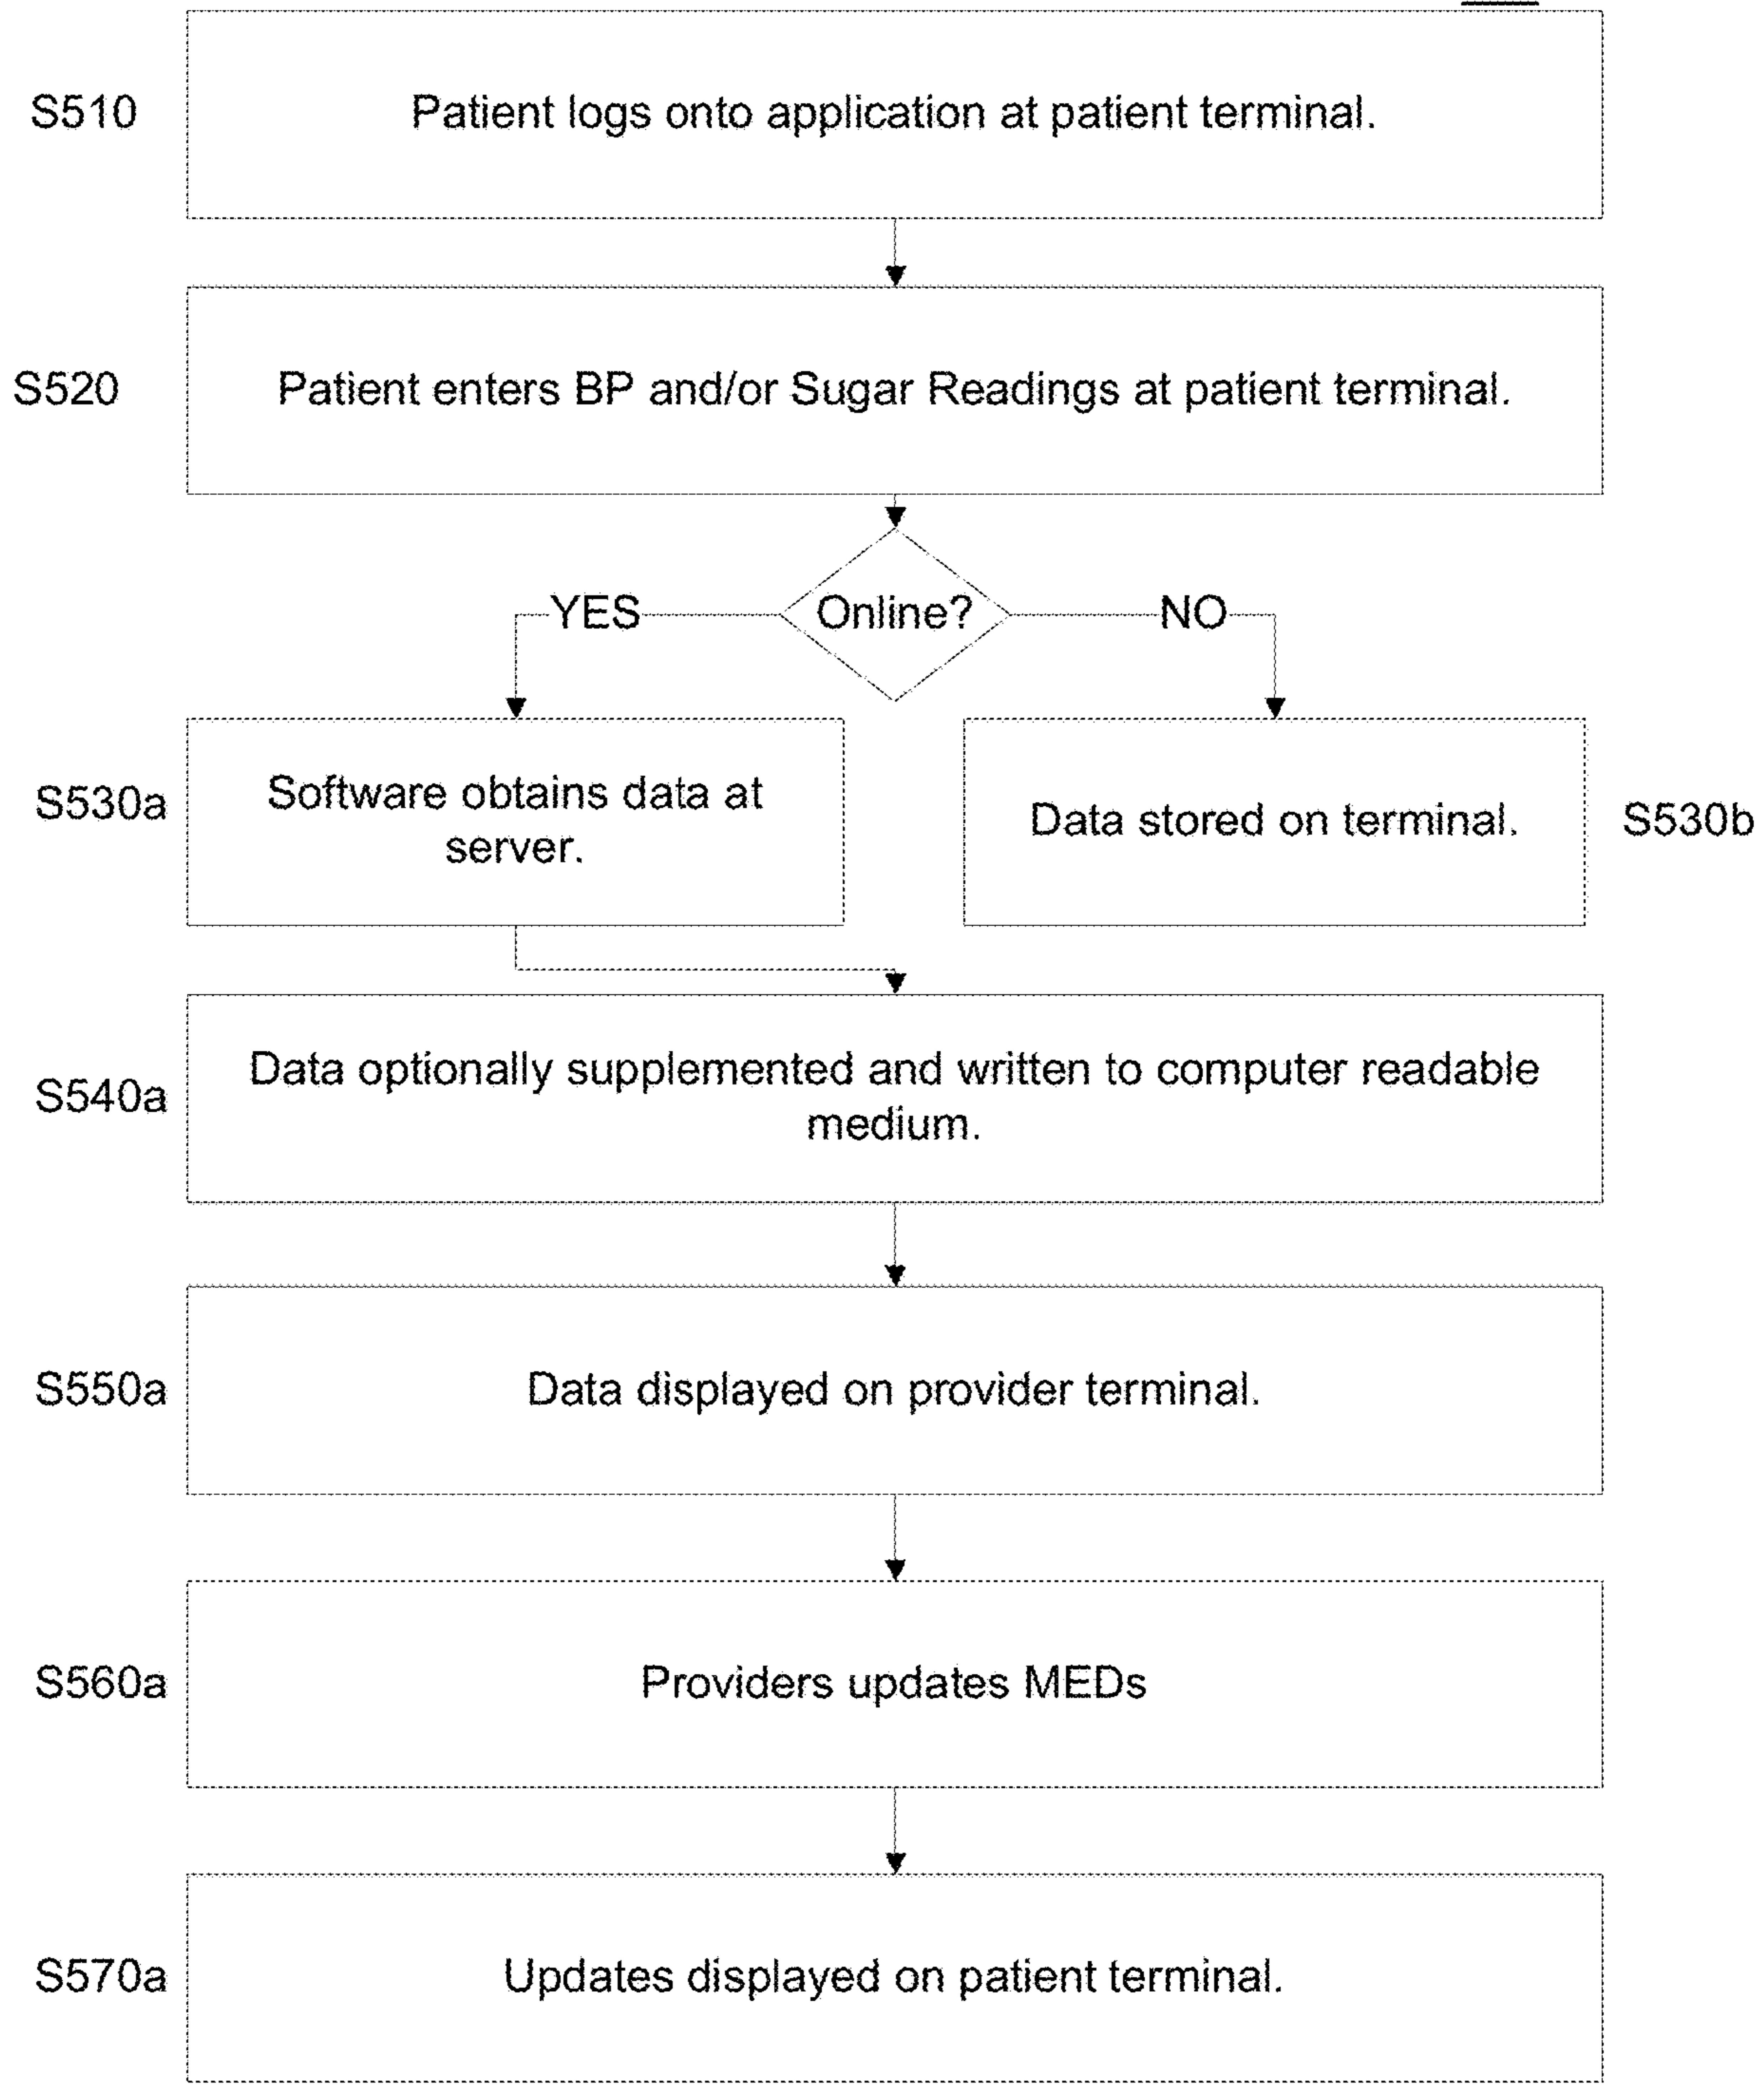 S510
Patient logs onto application at patient terminal.
S520
Patient enters BP and/or Sugar Readings at patient terminal.
YES
Online?
NO
S530a
Software obtains data at
server.
Data stored on terminal.
S530b
S540a
Data optionally supplemented and written to computer readable
medium.
S550a
Data displayed on provider terminal.
S560a
Providers updates MEDs
S570a
Updates displayed on patient terminal.